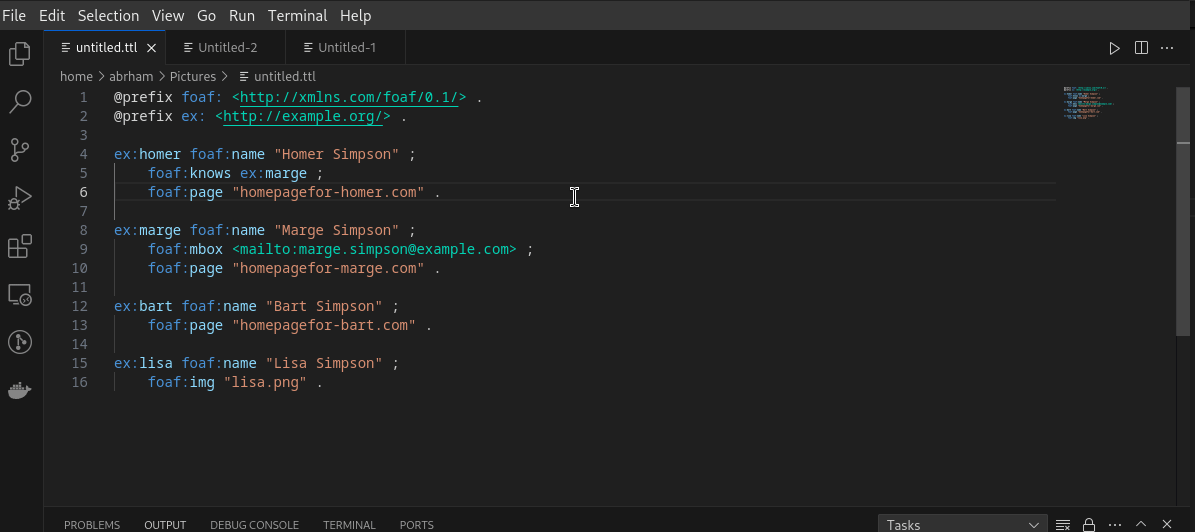 File Edit Selection View Go Run Terminal Help
untitled.ttl Untitled-2 Untitled-1
home > abrham > Pictures > untitled.ttl
1 @prefix foaf: <http://xmlns.com/foaf/0.1/> .
2 @prefix ex: <http://example.org/> .
3
4 ex:homer foaf:name "Homer Simpson" ;
5     foaf:knows ex:marge ;
6     foaf:page "homepagefor-homer.com" .
7
8 ex:marge foaf:name "Marge Simpson" ;
9     foaf:mbox <mailto:marge.simpson@example.com> ;
10     foaf:page "homepagefor-marge.com" .
11
12 ex:bart foaf:name "Bart Simpson" ;
13     foaf:page "homepagefor-bart.com" .
14
15 ex:lisa foaf:name "Lisa Simpson" ;
16     foaf:img "lisa.png" .
PROBLEMS OUTPUT DEBUG CONSOLE TERMINAL PORTS Tasks